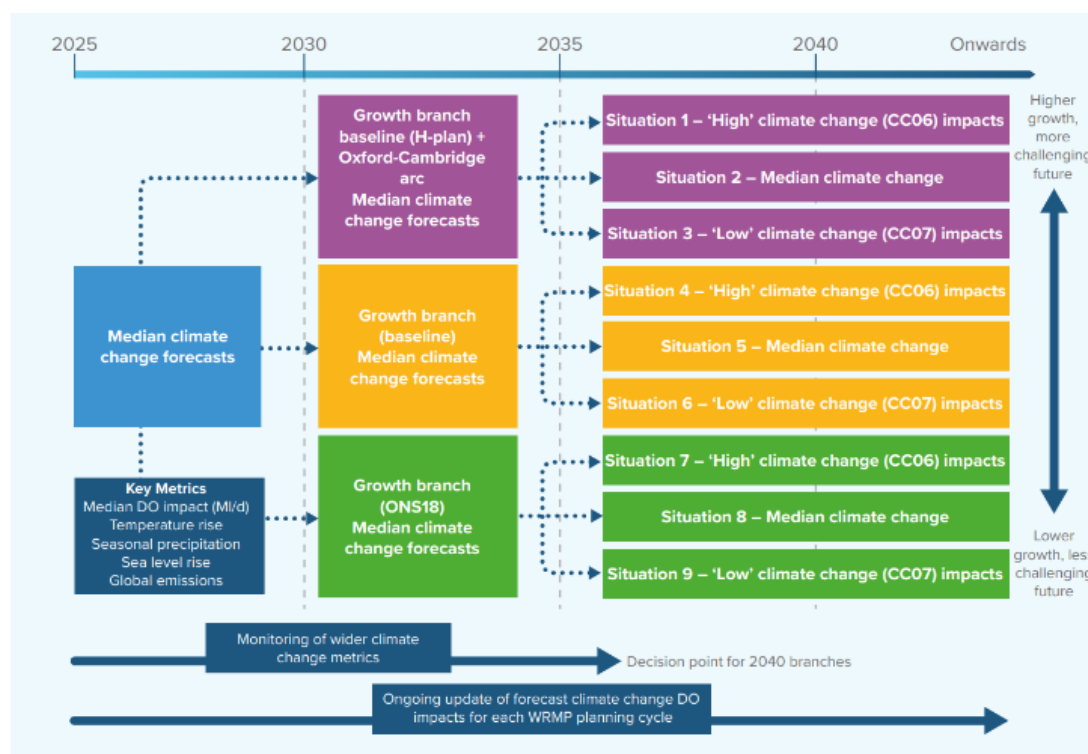 2025
2030
2035
2040
Onwards
Growth branch
baseline (H-plan) +
Oxford-Cambridge
arc
Median climate
change forecasts
Situation 1 – ‘High’ climate change (CC06) impacts
Situation 2 – Median climate change
Situation 3 – ‘Low’ climate change (CC07) impacts
Higher
growth,
more
challenging
future
Median climate
change forecasts
Growth branch
(baseline)
Median climate
change forecasts
Situation 4 – ‘High’ climate change (CC06) impacts
Situation 5 – Median climate change
Situation 6 – ‘Low’ climate change (CC07) impacts
Key Metrics
Median DO impact (Ml/d)
Temperature rise
Seasonal precipitation
Sea level rise
Global emissions
Growth branch
(ONS18)
Median climate
change forecasts
Situation 7 – ‘High’ climate change (CC06) impacts
Situation 8 – Median climate change
Situation 9 – ‘Low’ climate change (CC07) impacts
Lower
growth, less
challenging
future
Monitoring of wider climate
change metrics
Decision point for 2040 branches
Ongoing update of forecast climate change DO
impacts for each WRMP planning cycle